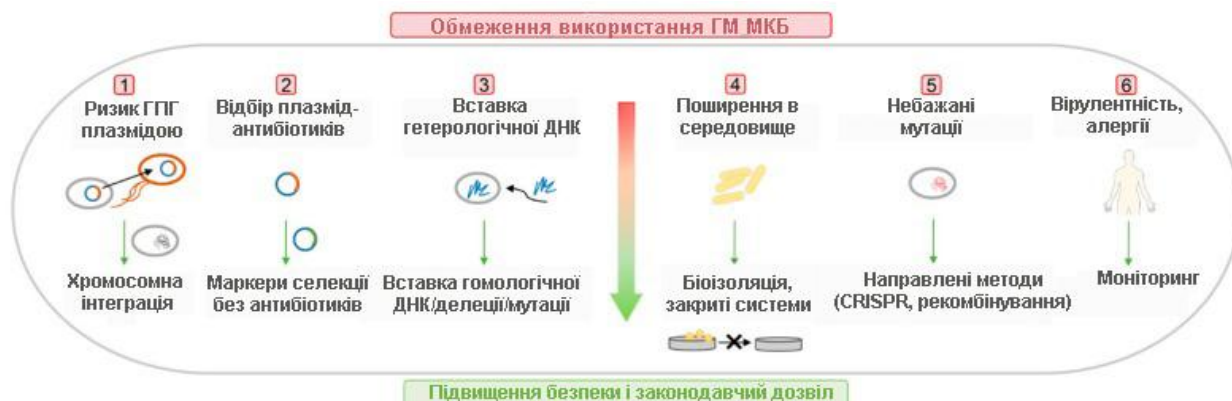 Обмеження використання ГМ МКБ
1
Ризик ГПГ
плазмідою
2
Відбір плазмід-
антибіотиків
3
Вставка
гетерологічної ДНК
4
Поширення в
середовище
5
Небажані
мутації
6
Вірулентність,
алергії
Хромосомна
інтеграція
Маркери селекції
без антибіотиків
Вставка гомологічної
ДНК/делеції/мутації
Біоізоляція,
закриті системи
Направлені методи
(CRISPR, рекомбінування)
Моніторинг
Підвищення безпеки і законодавчий дозвіл